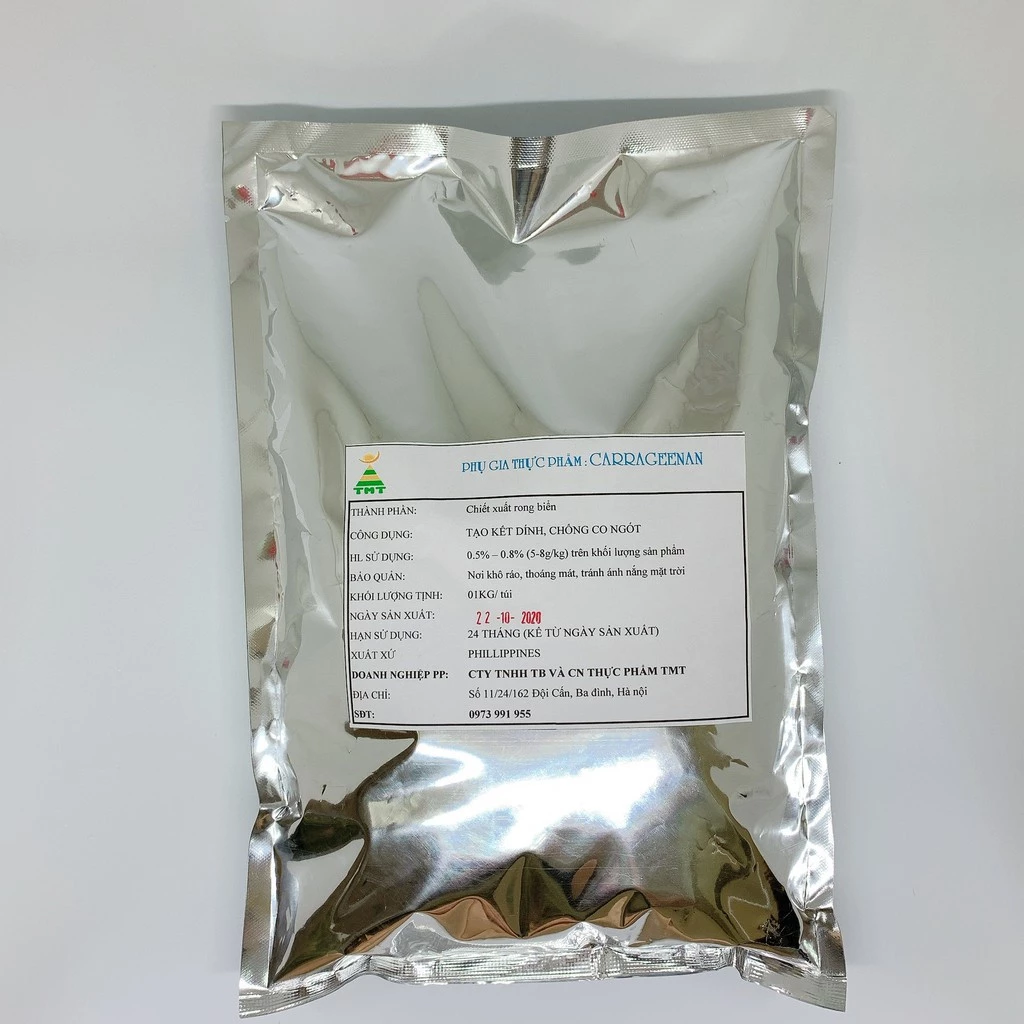 TMT
PHỤ GIA THỰC PHẨM : CARRAGEENAN
THÀNH PHẦN: Chiết xuất rong biển
CÔNG DỤNG: TẠO KẾT DÍNH, CHỐNG CO NGÓT
HL SỬ DỤNG: 0.5% – 0.8% (5-8g/kg) trên khối lượng sản phẩm
BẢO QUẢN: Nơi khô ráo, thoáng mát, tránh ánh nắng mặt trời
KHỐI LƯỢNG TỊNH: 01KG/ túi
NGÀY SẢN XUẤT: 22 -10- 2020
HẠN SỬ DỤNG: 24 THÁNG (KỂ TỪ NGÀY SẢN XUẤT)
XUẤT XỨ PHILLIPPINES
DOANH NGHIỆP PP: CTY TNHH TB VÀ CN THỰC PHẨM TMT
ĐỊA CHỈ: Số 11/24/162 Đội Cấn, Ba đình, Hà nội
SĐT: 0973 991 955